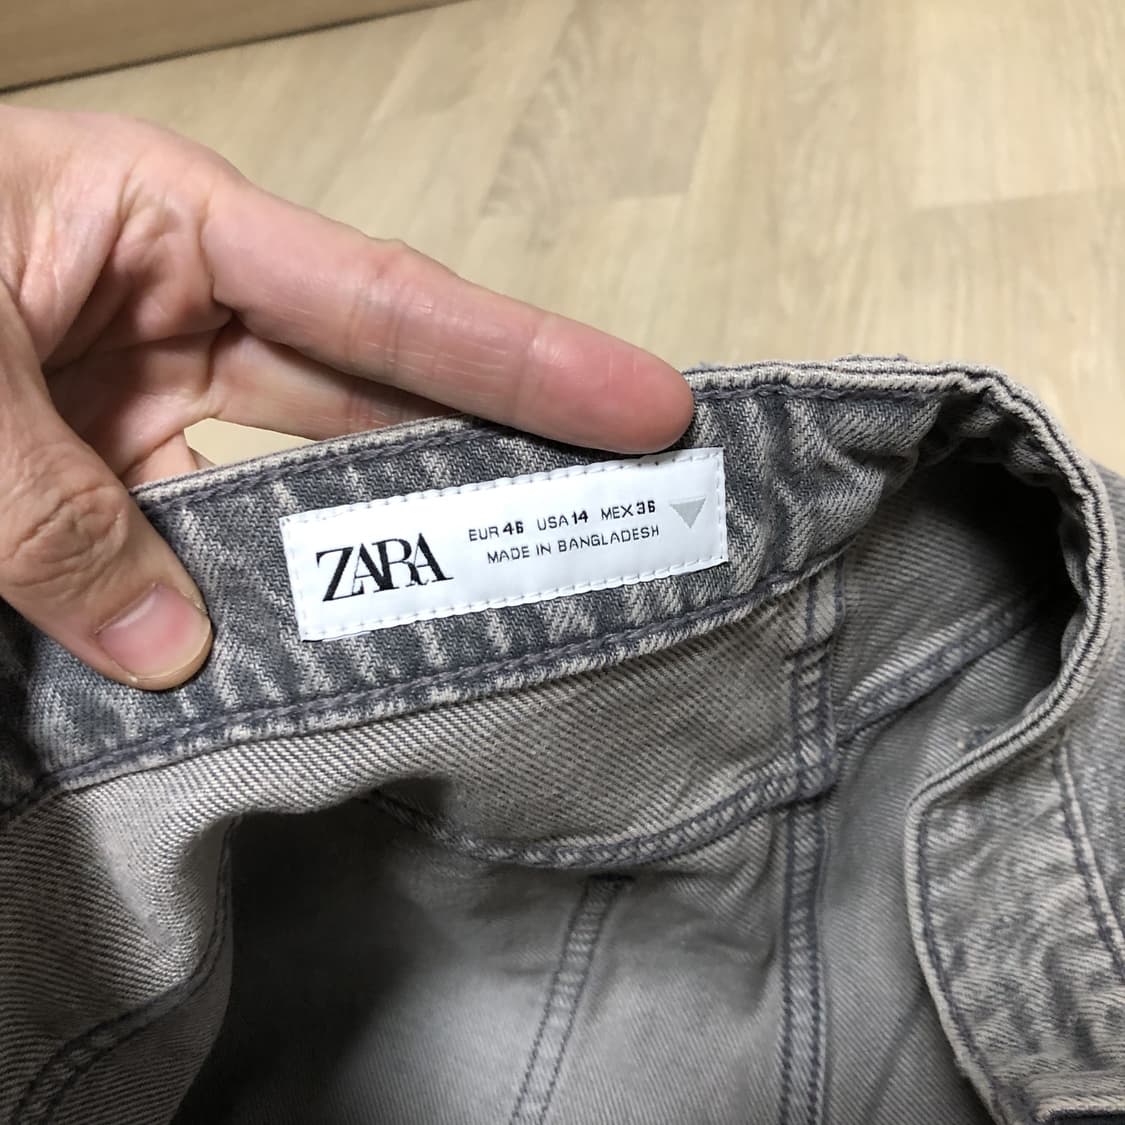 ZARA
EUR 46 USA 14 MEX 36
MADE IN BANGLADESH